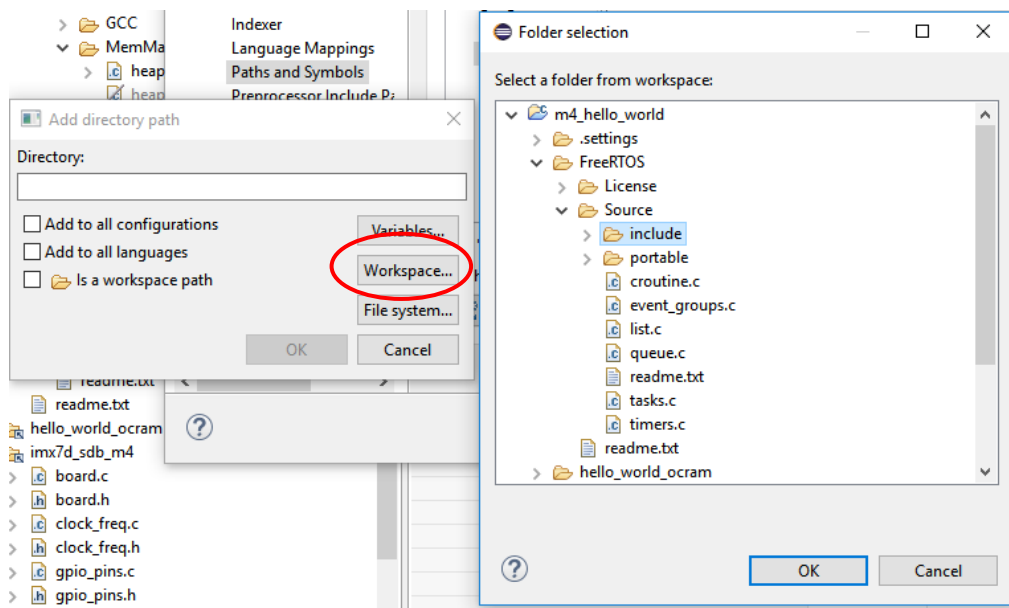 GCC
MemMa
heap
heap
Indexer
Language Mappings
Paths and Symbols
Preprocessor Include Pa
Add directory path
Directory:
Add to all configurations
Add to all languages
Is a workspace path
Variables...
Workspace...
File system...
OK
Cancel
readme.txt
readme.txt
hello_world_ocram
imx7d_sdb_m4
board.c
board.h
clock_freq.c
clock_freq.h
gpio_pins.c
gpio_pins.h
Folder selection
Select a folder from workspace:
m4_hello_world
.settings
FreeRTOS
License
Source
include
portable
croutine.c
event_groups.c
list.c
queue.c
readme.txt
tasks.c
timers.c
readme.txt
hello_world_ocram
OK
Cancel